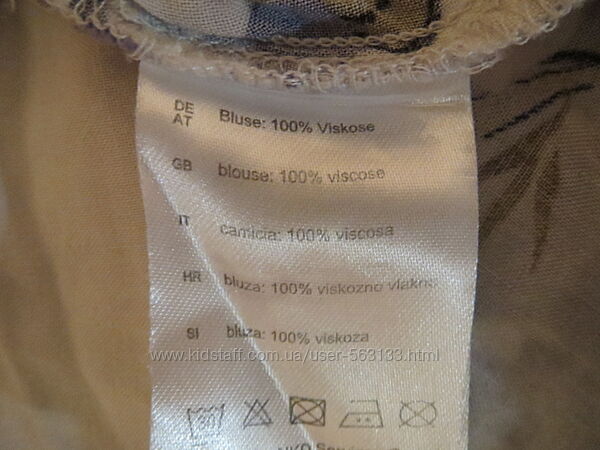 DE
AT
Bluse: 100% Viskose
GB blouse: 100% viscose
IT camicia: 100% viscosa
HR bluza: 100% viskozno vlakno
SI bluza: 100% viskoza
www.kidstaff.com.ua/user-563133.html
30
NKD